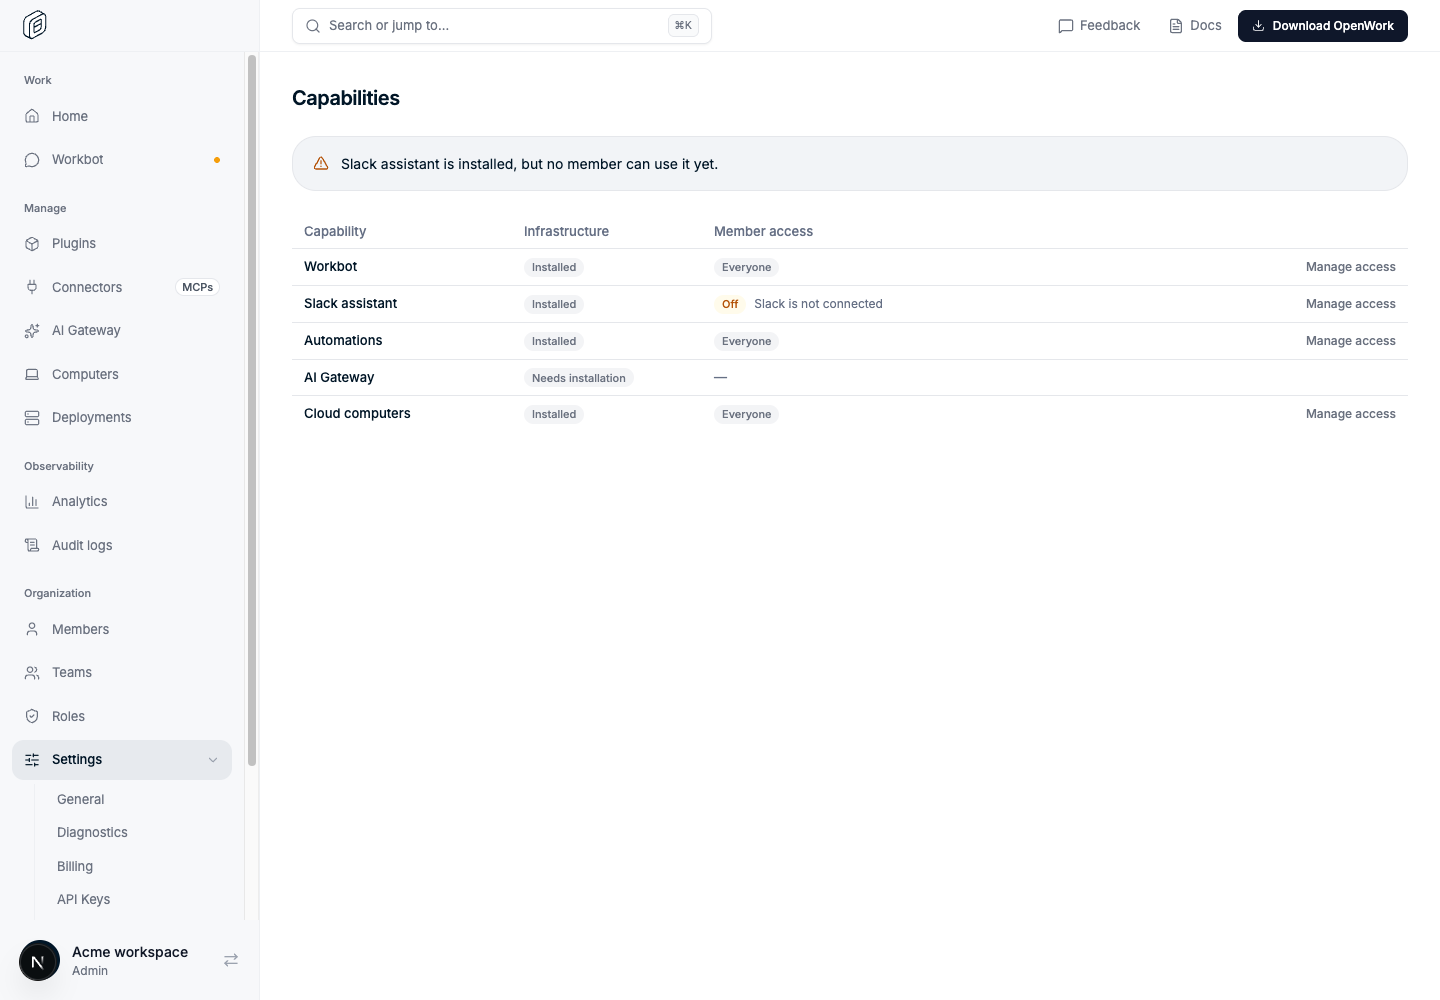 Search or jump to...
⌘K
Feedback
Docs
Download OpenWork
Work
Home
Workbot
Manage
Plugins
Connectors
MCPs
AI Gateway
Computers
Deployments
Observability
Analytics
Audit logs
Organization
Members
Teams
Roles
Settings
General
Diagnostics
Billing
API Keys
N
Acme workspace
Admin
Capabilities
Slack assistant is installed, but no member can use it yet.
Capability Infrastructure Member access
Workbot Installed Everyone Manage access
Slack assistant Installed Off Slack is not connected Manage access
Automations Installed Everyone Manage access
AI Gateway Needs installation —
Cloud computers Installed Everyone Manage access